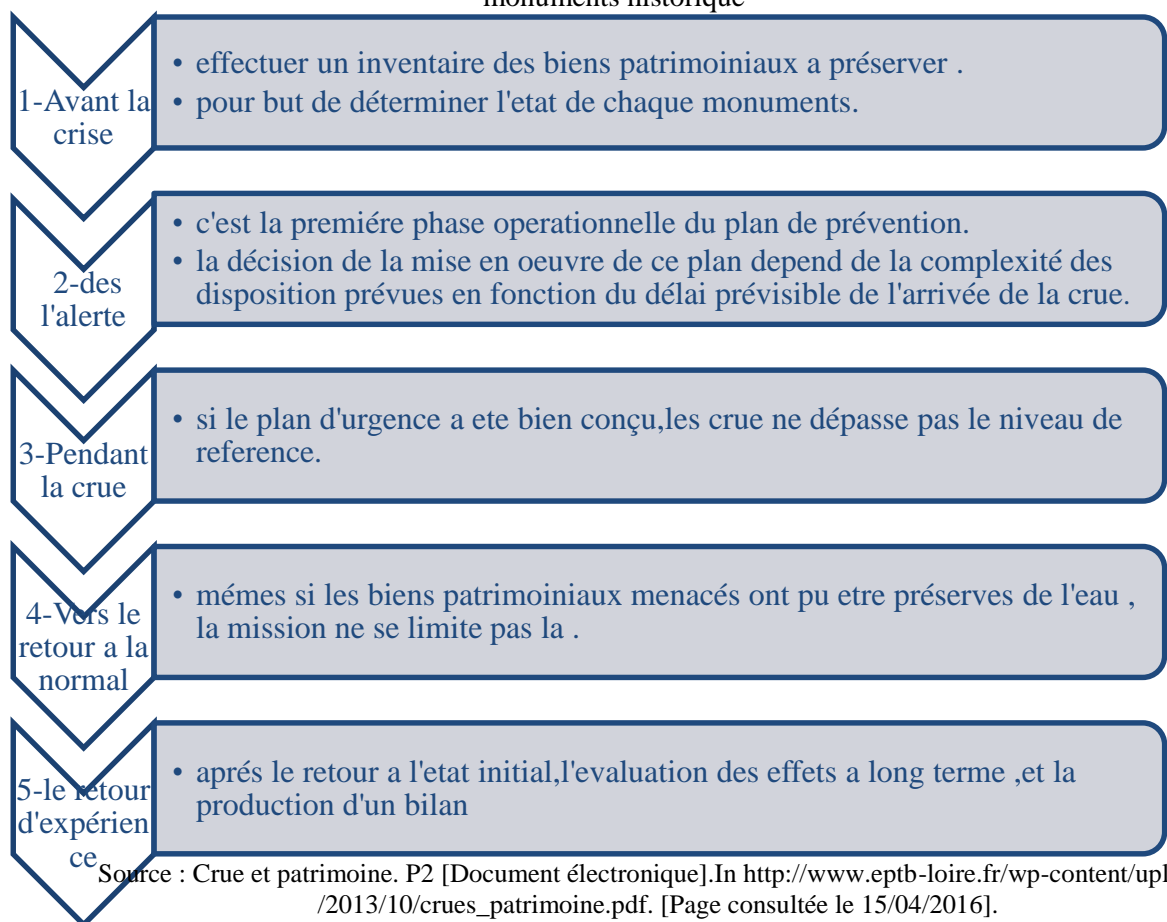 monuments historique
1-Avant la
crise
• effectuer un inventaire des biens patrimoiniaux a préserver .
• pour but de déterminer l'etat de chaque monuments.
2-des
l'alerte
• c'est la premiére phase operationnelle du plan de prévention.
• la décision de la mise en oeuvre de ce plan depend de la complexité des
disposition prévues en fonction du délai prévisible de l'arrivée de la crue.
3-Pendant
la crue
• si le plan d'urgence a ete bien conçu,les crue ne dépasse pas le niveau de
reference.
4-Vers le
retour a la
normal
• mémes si les biens patrimoiniaux menacés ont pu etre préserves de l'eau ,
la mission ne se limite pas la .
5-le retour
d'expérien
ce
• aprés le retour a l'etat initial,l'evaluation des effets a long terme ,et la
production d'un bilan
Source : Crue et patrimoine. P2 [Document électronique].In http://www.eptb-loire.fr/wp-content/upl
/2013/10/crues_patrimoine.pdf. [Page consultée le 15/04/2016].